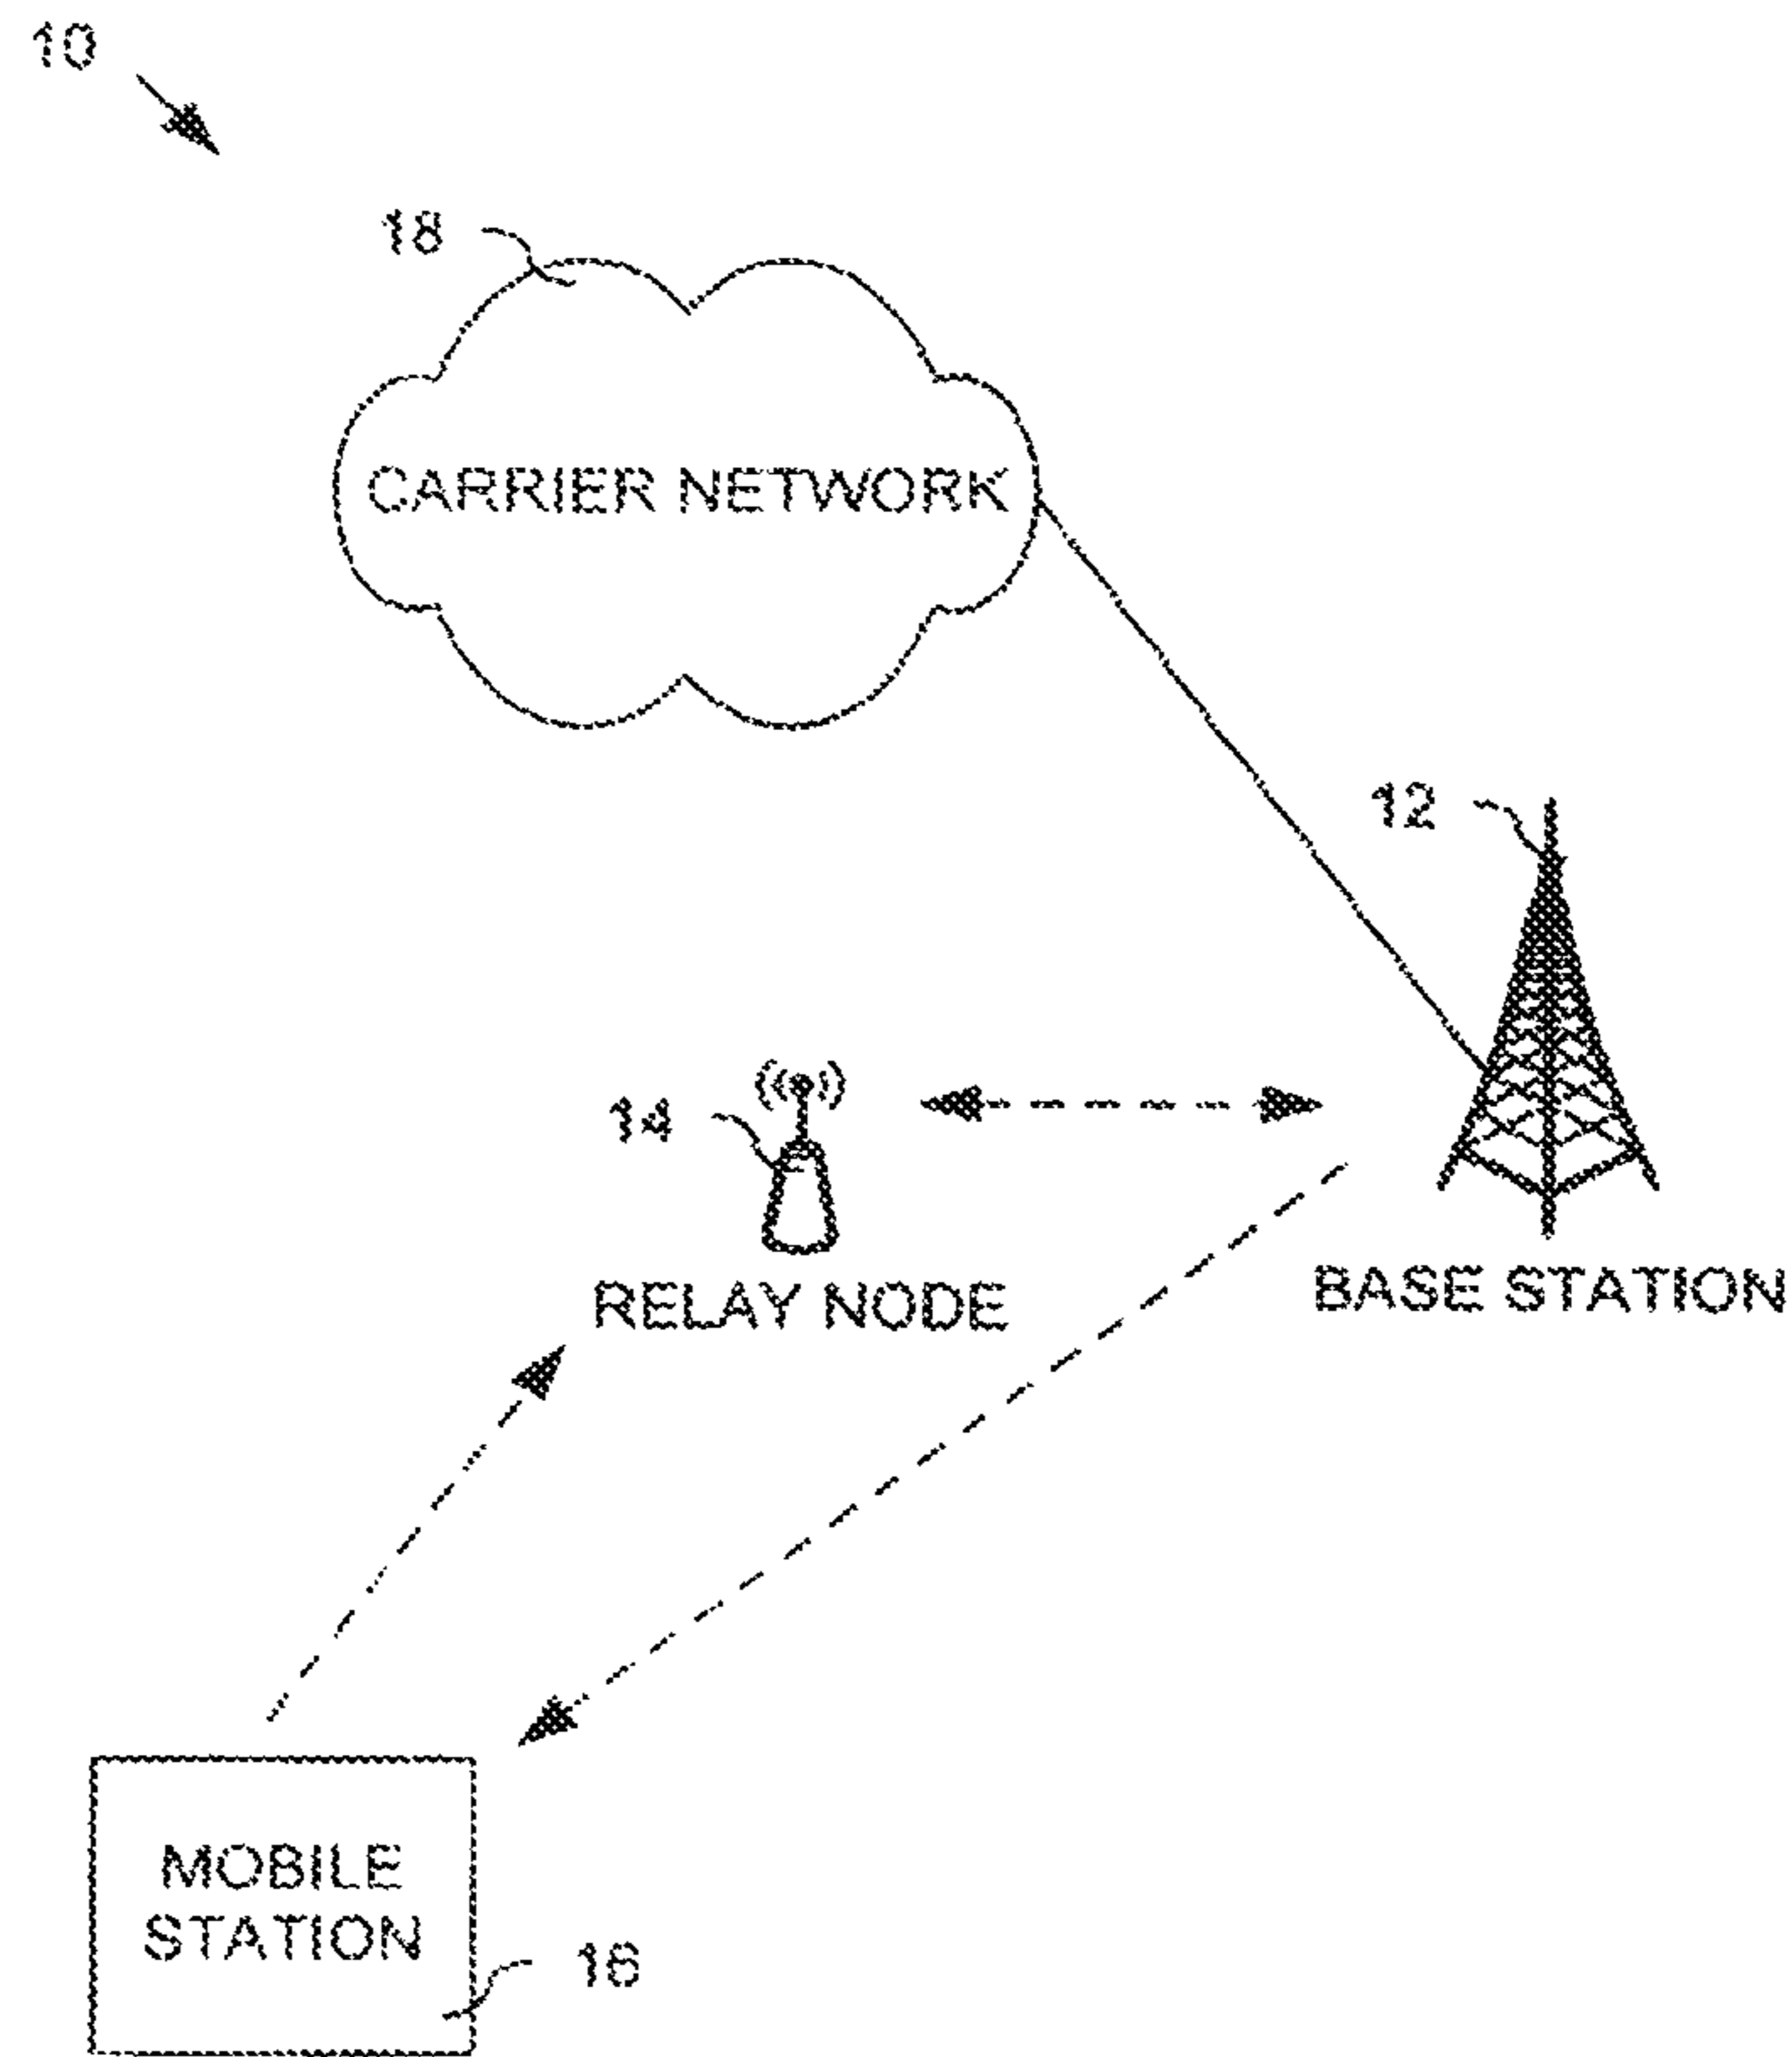 10
18
CARRIER NETWORK
12
14
RELAY NODE
BASE STATION
MOBILE
STATION
16